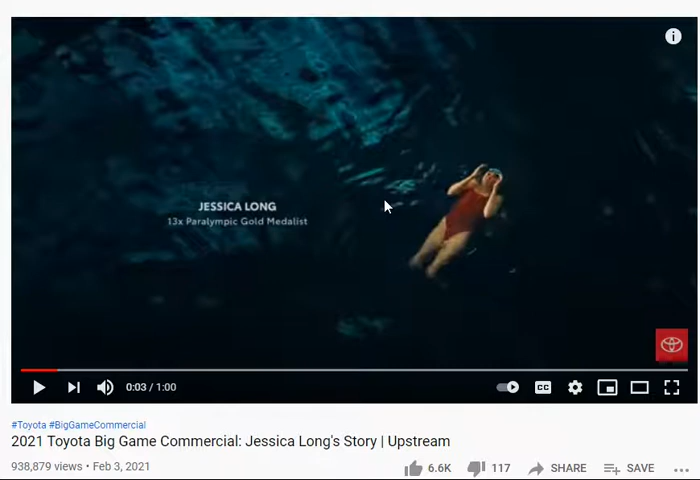 JESSICA LONG
13x Paralympic Gold Medalist
0:03 / 1:00
CC
#Toyota #BigGameCommercial
2021 Toyota Big Game Commercial: Jessica Long's Story | Upstream
938,879 views • Feb 3, 2021
6.6K 117 SHARE SAVE